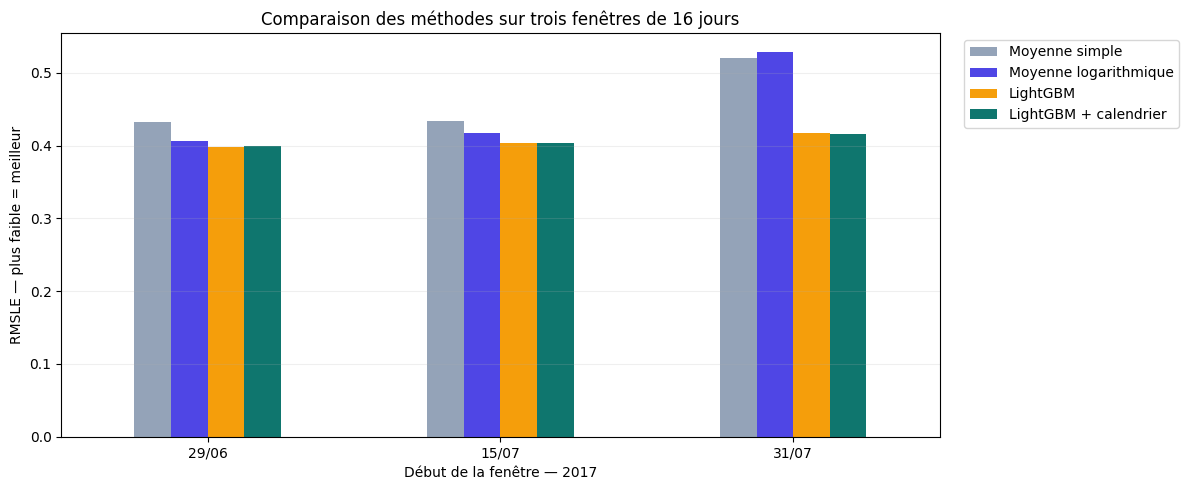 Comparaison des méthodes sur trois fenêtres de 16 jours
RMSLE — plus faible = meilleur
0.5
0.4
0.3
0.2
0.1
0.0
29/06
15/07
31/07
Début de la fenêtre — 2017
Moyenne simple
Moyenne logarithmique
LightGBM
LightGBM + calendrier